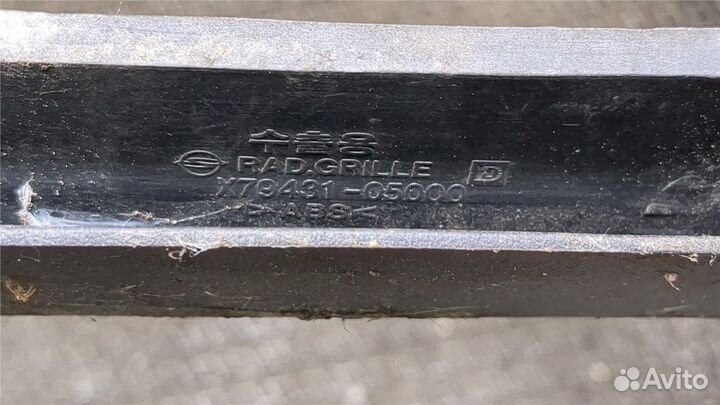 수출용
RAD.GRILLE D
X79431-05000
>ABS<
Avito